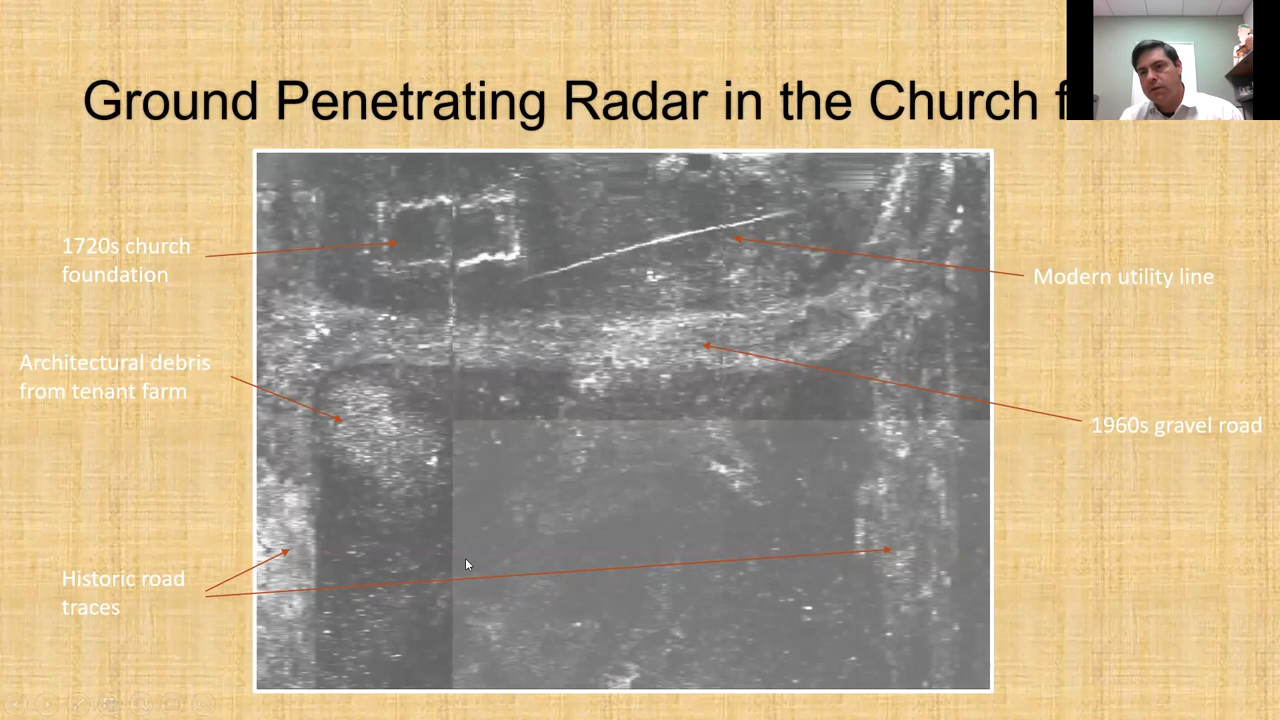 Ground Penetrating Radar in the Church
1720s church
foundation
Modern utility line
Architectural debris
from tenant farm
1960s gravel road
Historic road
traces